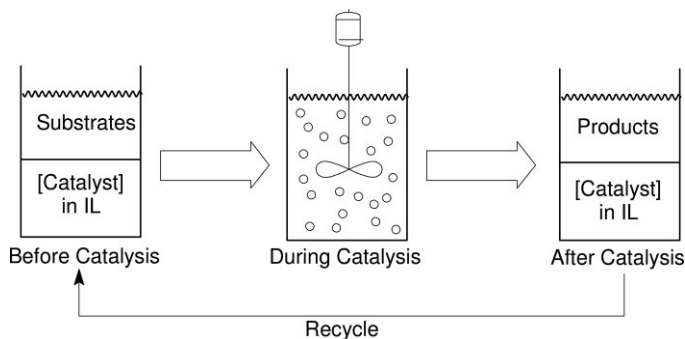 Substrates
[Catalyst]
in IL
Before Catalysis
During Catalysis
Products
[Catalyst]
in IL
After Catalysis
Recycle